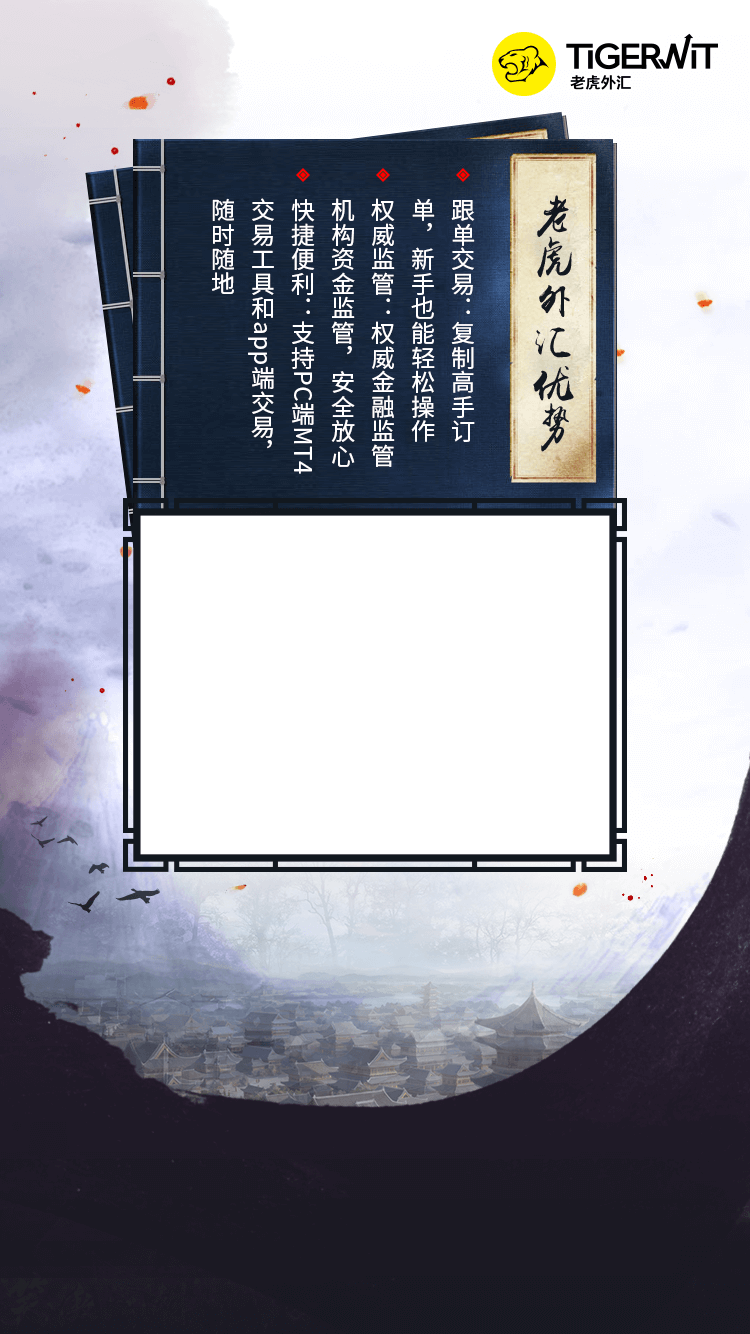 TiGERWiT
老虎外汇
老虎外汇优势
跟单交易：复制高手订
单，新手也能轻松操作
权威监管：权威金融监管
机构资金监管，安全放心
快捷便利：支持PC端MT4
交易工具和app端交易，
随时随地